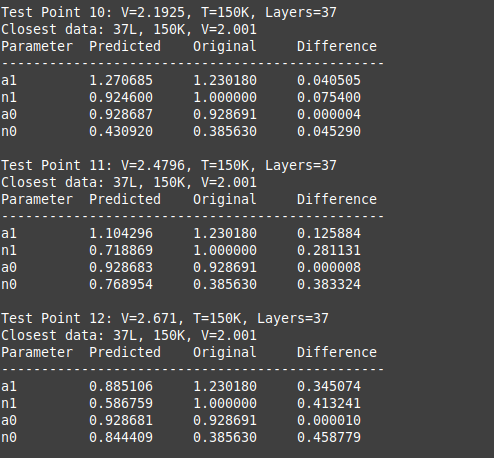 Test Point 10: V=2.1925, T=150K, Layers=37
Closest data: 37L, 150K, V=2.001
Parameter  Predicted    Original     Difference
------------------------------------------------
a1         1.270685     1.230180     0.040505
n1         0.924600     1.000000     0.075400
a0         0.928687     0.928691     0.000004
n0         0.430920     0.385630     0.045290
Test Point 11: V=2.4796, T=150K, Layers=37
Closest data: 37L, 150K, V=2.001
Parameter  Predicted    Original     Difference
------------------------------------------------
a1         1.104296     1.230180     0.125884
n1         0.718869     1.000000     0.281131
a0         0.928683     0.928691     0.000008
n0         0.768954     0.385630     0.383324
Test Point 12: V=2.671, T=150K, Layers=37
Closest data: 37L, 150K, V=2.001
Parameter  Predicted    Original     Difference
------------------------------------------------
a1         0.885106     1.230180     0.345074
n1         0.586759     1.000000     0.413241
a0         0.928681     0.928691     0.000010
n0         0.844409     0.385630     0.458779